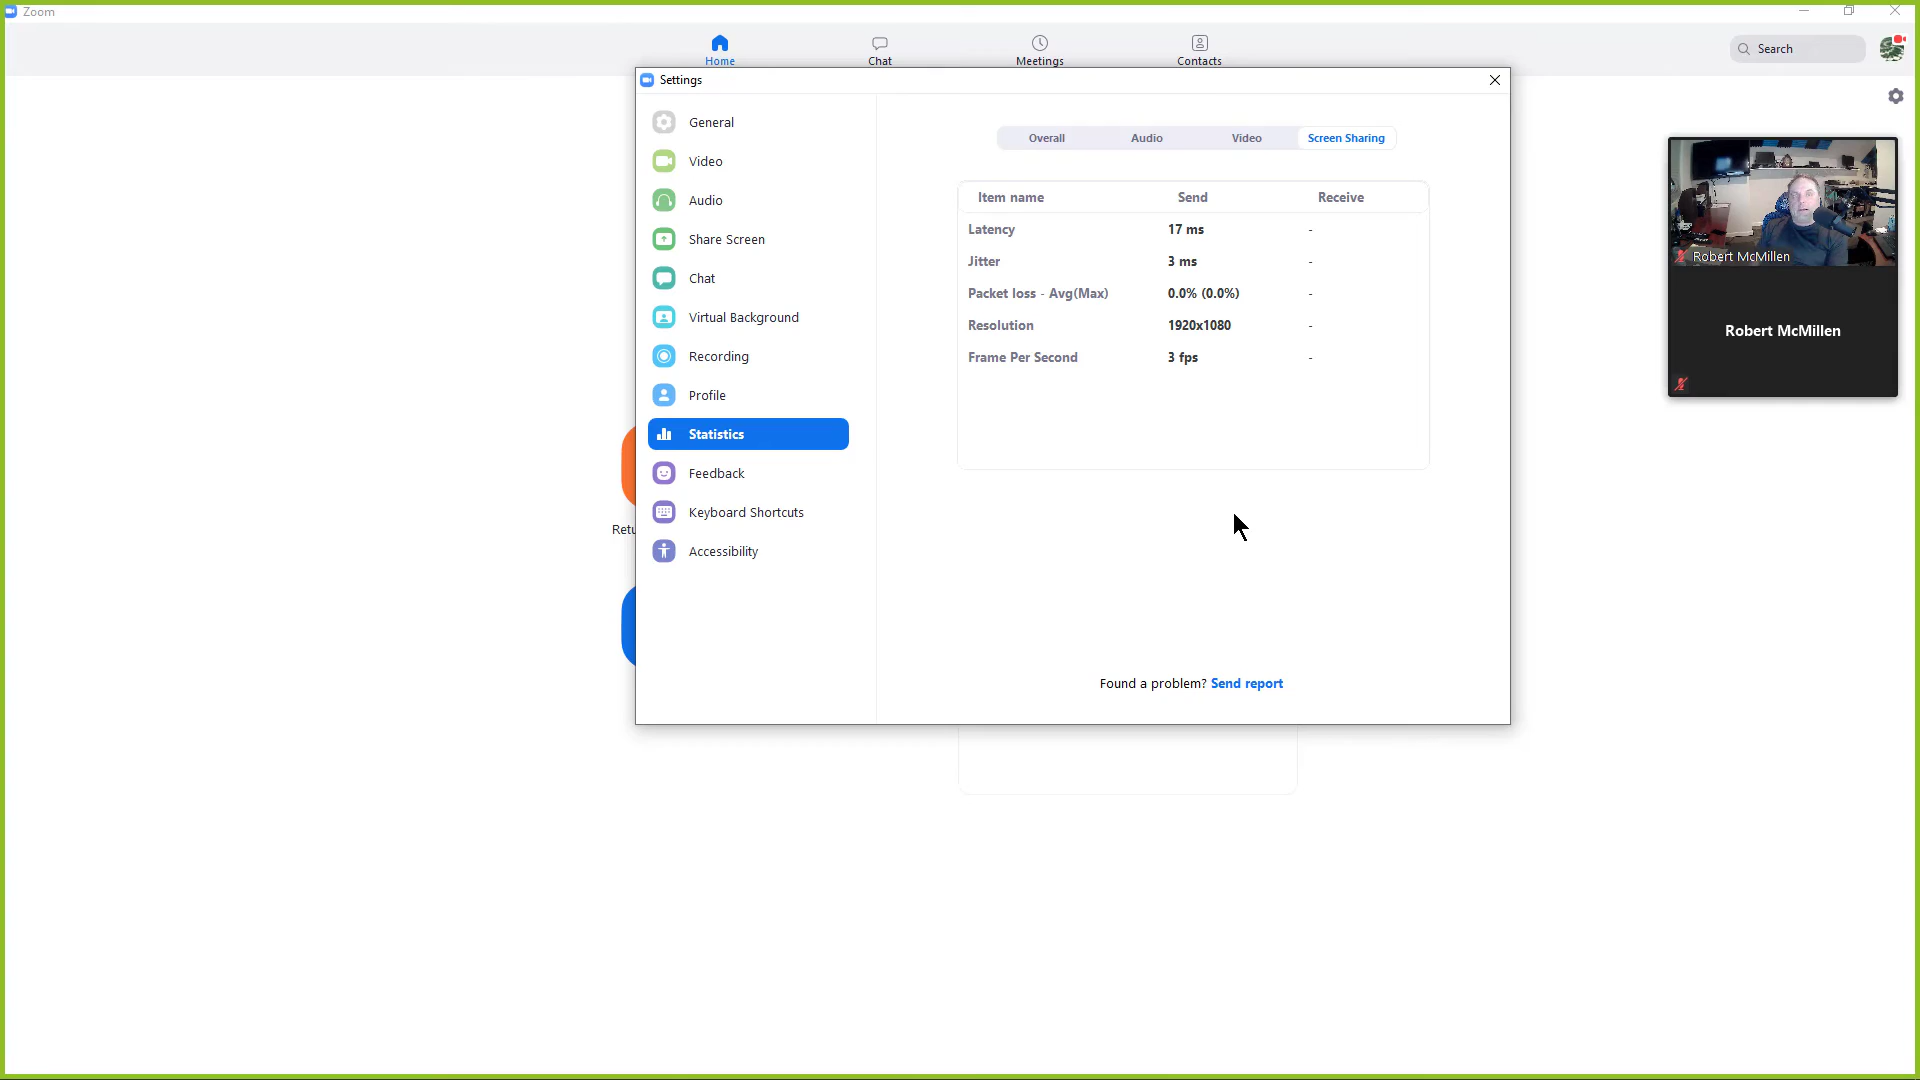 Zoom
Home
Chat
Meetings
Contacts
Search
Settings
General
Video
Audio
Share Screen
Chat
Virtual Background
Recording
Profile
Statistics
Feedback
Keyboard Shortcuts
Accessibility
Overall Audio Video Screen Sharing
Item name Send Receive
Latency 17 ms -
Jitter 3 ms -
Packet loss - Avg(Max) 0.0% (0.0%) -
Resolution 1920x1080 -
Frame Per Second 3 fps -
Found a problem? Send report
Retu
Robert McMillen
Robert McMillen